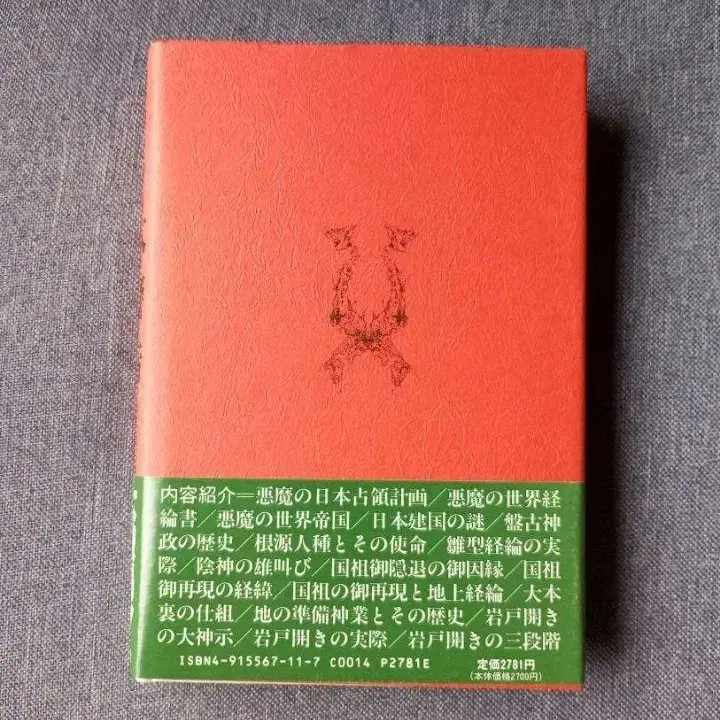 内容紹介＝悪魔の日本占領計画／悪魔の世界経
綸書／悪魔の世界帝国／日本建国の謎／盤古神
政の歴史／根源人種とその使命／雛型経綸の実
際／陰神の雄叫び／国祖御隠退の御因縁／国祖
御再現の経緯／国祖の御再現と地上経綸／大本
裏の仕組／地の準備神業とその歴史／岩戸開き
の大神示／岩戸開きの実際／岩戸開きの三段階
ISBN4-915567-11-7 C0014 P2781E
定価2781円
(本体価格2700円)